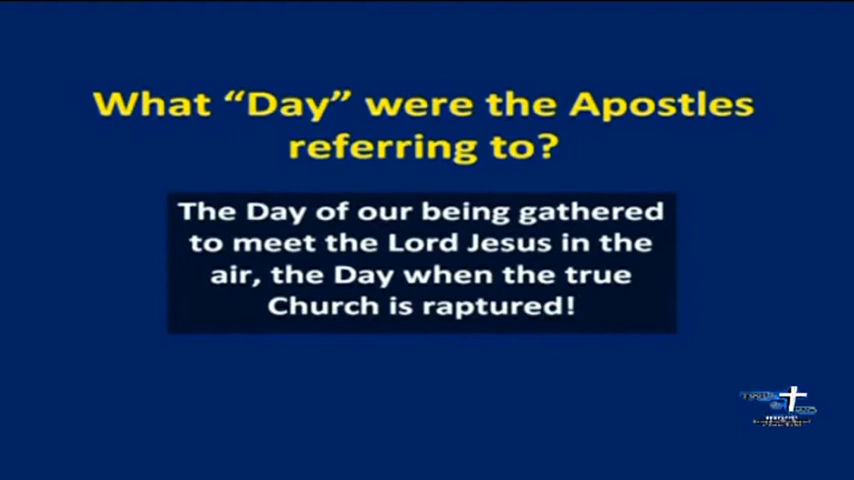 What “Day” were the Apostles
referring to?
The Day of our being gathered
to meet the Lord Jesus in the
air, the Day when the true
Church is raptured!